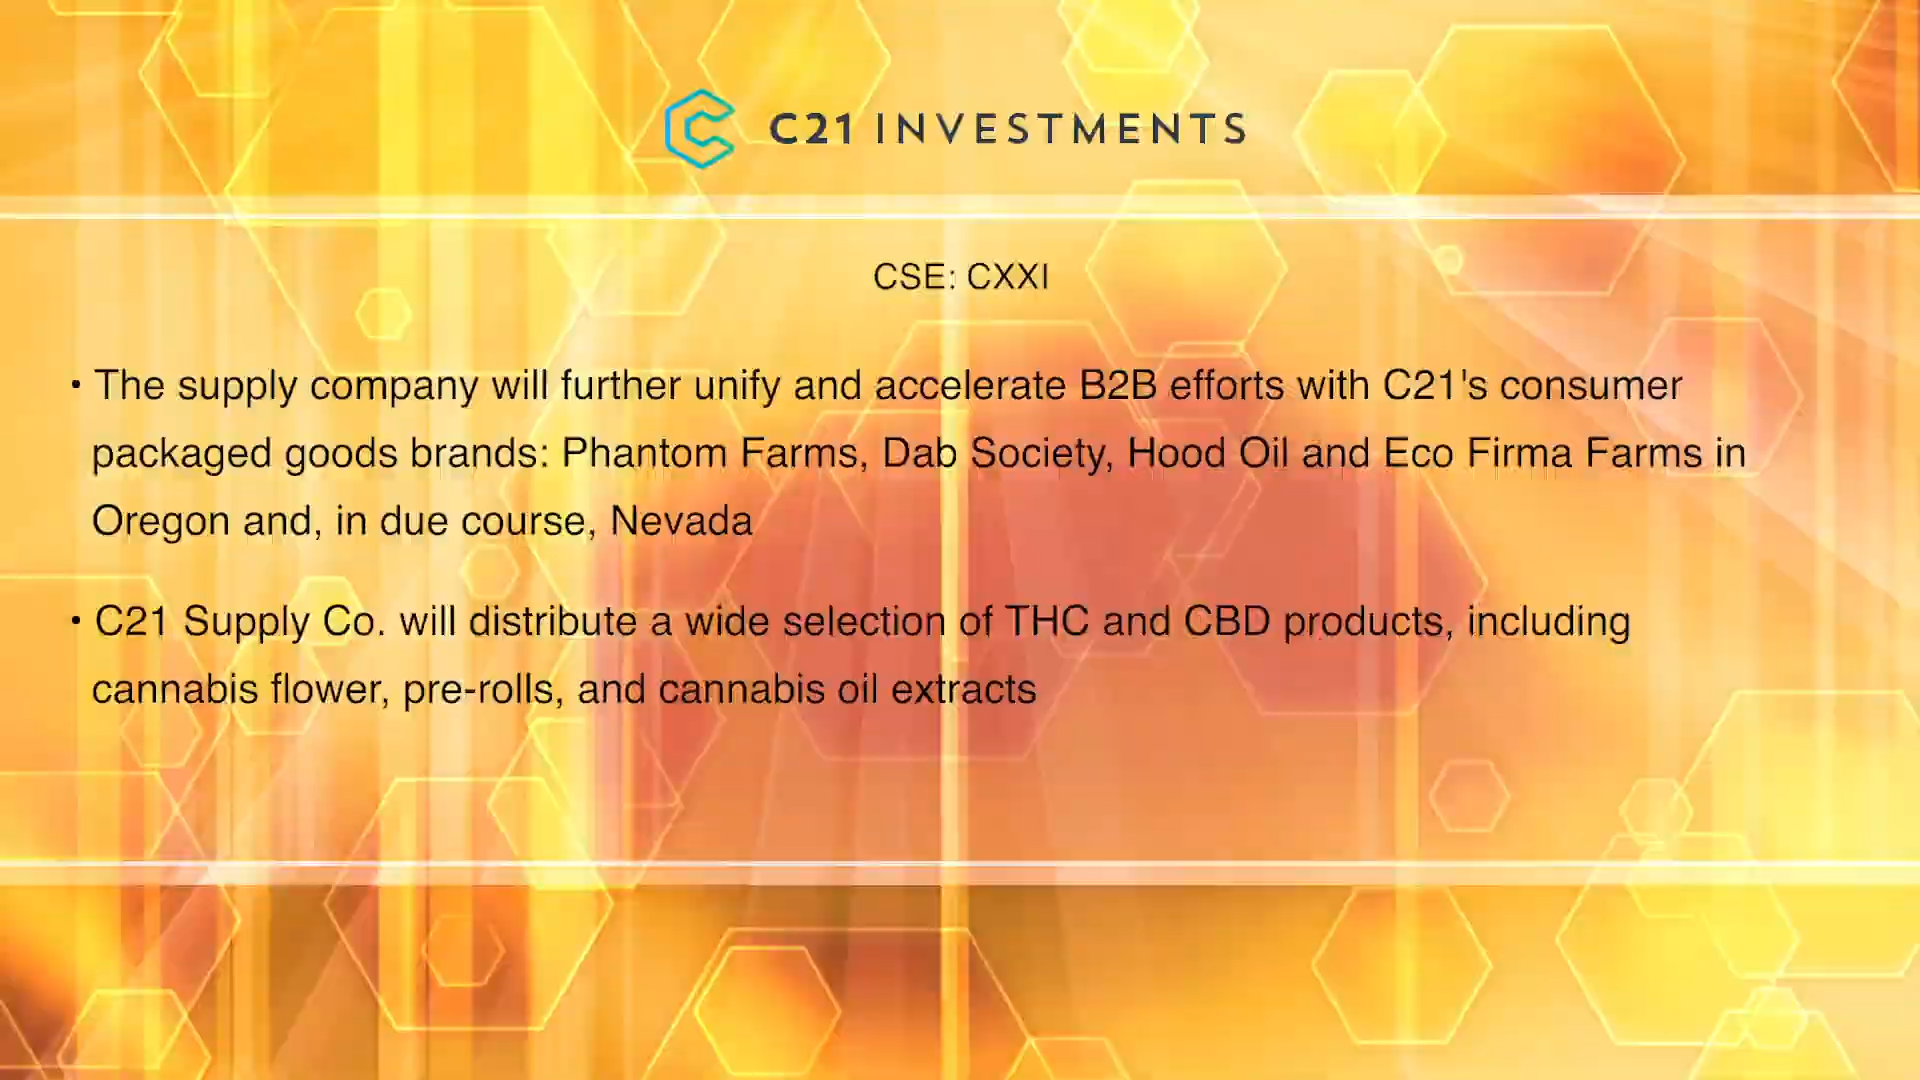 C21 INVESTMENTS
CSE: CXXI
• The supply company will further unify and accelerate B2B efforts with C21's consumer
packaged goods brands: Phantom Farms, Dab Society, Hood Oil and Eco Firma Farms in
Oregon and, in due course, Nevada
• C21 Supply Co. will distribute a wide selection of THC and CBD products, including
cannabis flower, pre-rolls, and cannabis oil extracts